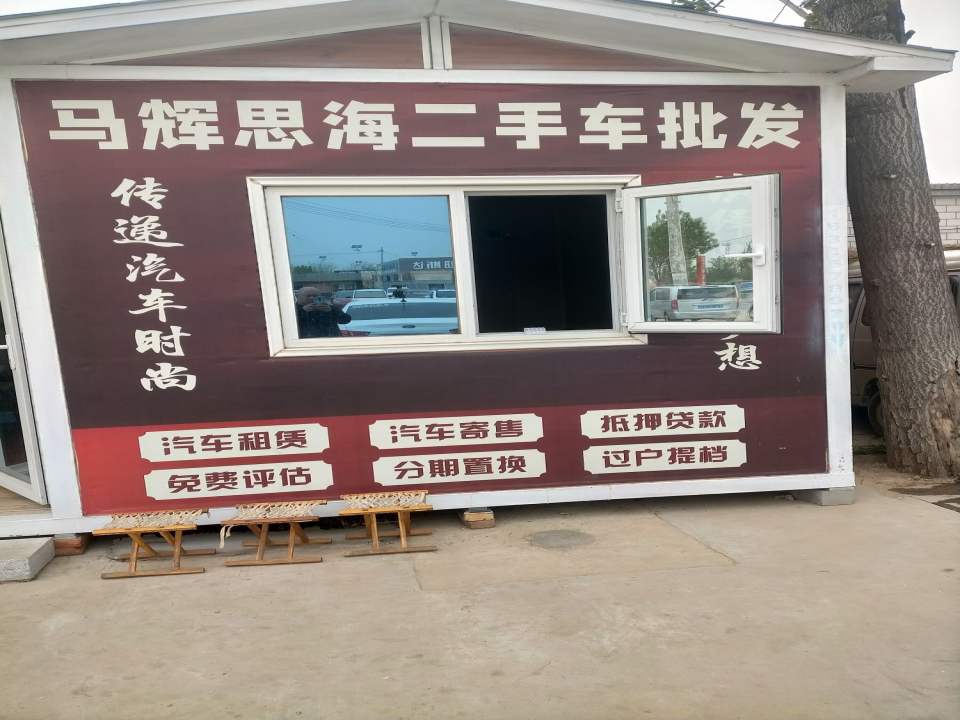 马辉思海二手车批发
传递汽车时尚
想
汽车租赁
汽车寄售
抵押贷款
免费评估
分期置换
过户提档